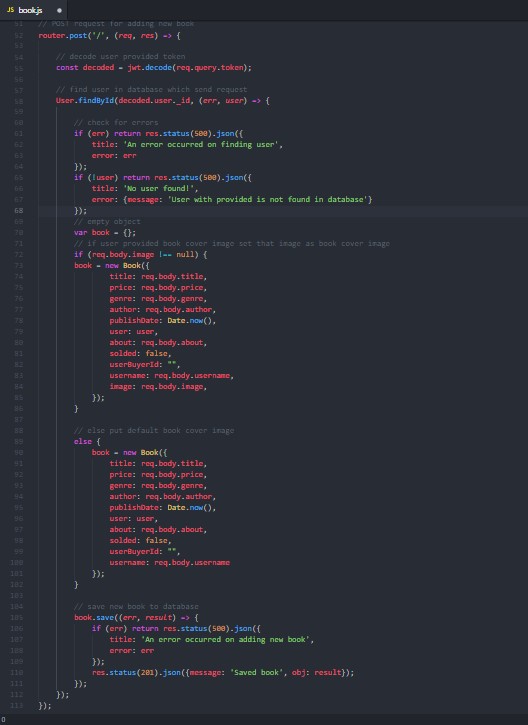 JS book.js
51 // POST request for adding new book
52 router.post('/', (req, res) => {
53
54 // decode user provided token
55 const decoded = jwt.decode(req.query.token);
56
57 // find user in database which send request
58 User.findById(decoded.user._id, (err, user) => {
59
60 // check for errors
61 if (err) return res.status(500).json({
62 title: 'An error occurred on finding user',
63 error: err
64 });
65 if (!user) return res.status(500).json({
66 title: 'No user found!',
67 error: {message: 'User with provided is not found in database'}
68 });
69 // empty object
70 var book = {};
71 // if user provided book cover image set that image as book cover image
72 if (req.body.image !== null) {
73 book = new Book({
74 title: req.body.title,
75 price: req.body.price,
76 genre: req.body.genre,
77 author: req.body.author,
78 publishDate: Date.now(),
79 user: user,
80 about: req.body.about,
81 solded: false,
82 userBuyerId: "",
83 username: req.body.username,
84 image: req.body.image,
85 });
86 }
87
88 // else put default book cover image
89 else {
90 book = new Book({
91 title: req.body.title,
92 price: req.body.price,
93 genre: req.body.genre,
94 author: req.body.author,
95 publishDate: Date.now(),
96 user: user,
97 about: req.body.about,
98 solded: false,
99 userBuyerId: "",
100 username: req.body.username
101 });
102 }
103
104 // save new book to database
105 book.save((err, result) => {
106 if (err) return res.status(500).json({
107 title: 'An error occurred on adding new book',
108 error: err
109 });
110 res.status(201).json({message: 'Saved book', obj: result});
111 });
112 });
113 });